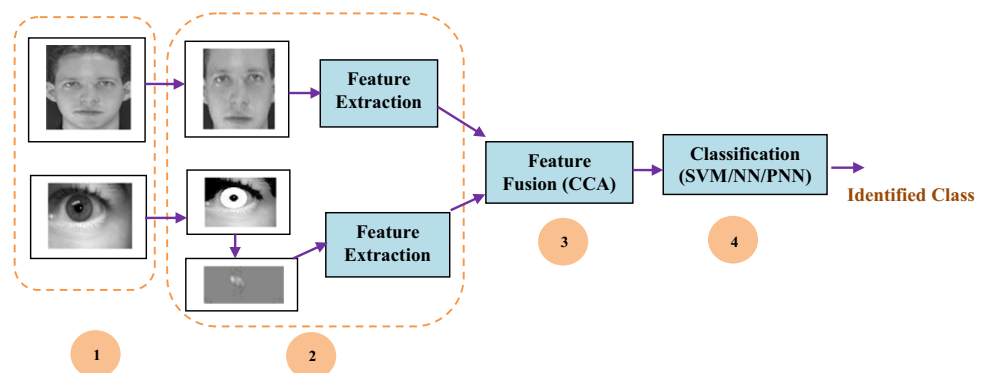 Feature
Extraction
Feature
Extraction
Feature
Fusion (CCA)
Classification
(SVM/NN/PNN)
Identified Class
1
2
3
4